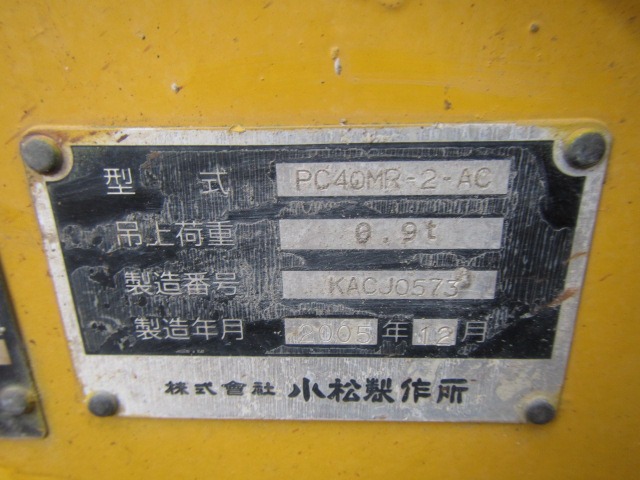 型式 PC40MR-2-AC
吊上荷重 0.9t
製造番号 KACJ0573
製造年月 2005年12月
株式會社 小松製作所